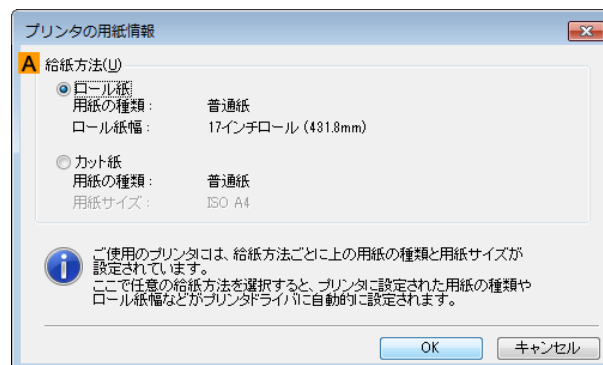 プリンタの用紙情報
A
給紙方法(U)
ロール紙
用紙の種類： 普通紙
ロール紙幅： 17インチロール (431.8mm)
カット紙
用紙の種類： 普通紙
用紙サイズ： ISO A4
ご使用のプリンタには、給紙方法ごとに上の用紙の種類と用紙サイズが
設定されています。
ここで任意の給紙方法を選択すると、プリンタに設定された用紙の種類や
ロール紙幅などがプリンタドライバに自動的に設定されます。
OK キャンセル